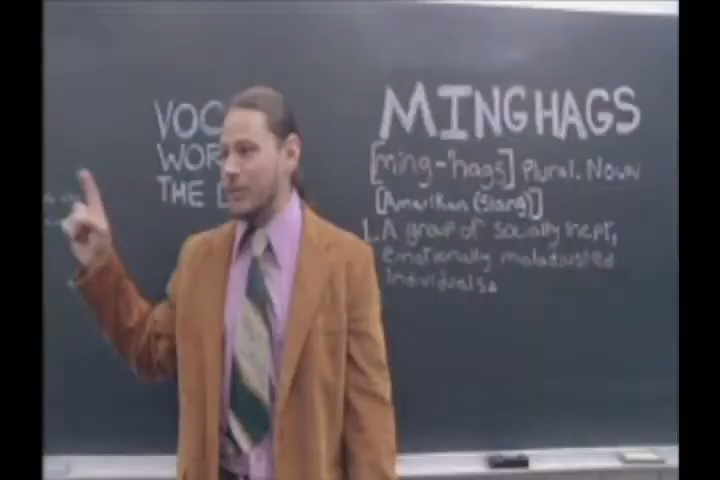 VOC
WOR
THE
MINGHAGS
[ming-'hags] Plural. Noun
[Amerikan (Slang)]
1. A group of socially inept,
emotionally maladjusted
individuals.